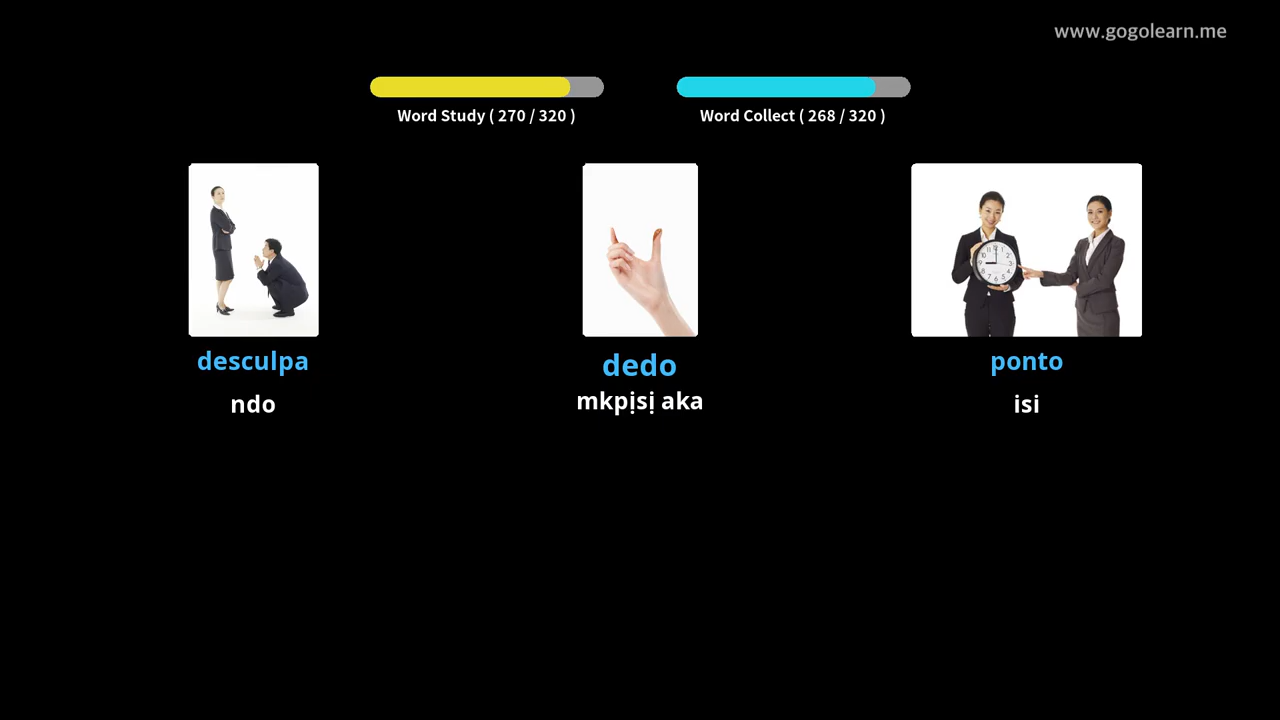 www.gogolearn.me
Word Study ( 270 / 320 )
Word Collect ( 268 / 320 )
desculpa
dedo
ponto
ndo
mkpịsị aka
isi